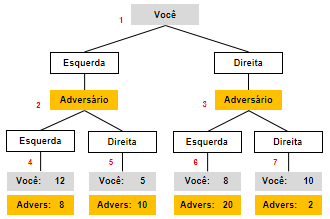 1 Você
Esquerda Direita
2 Adversário 3 Adversário
Esquerda Direita Esquerda Direita
4 5 6 7
Você: 12 Você: 5 Você: 8 Você: 10
Advers: 8 Advers: 10 Advers: 20 Advers: 2